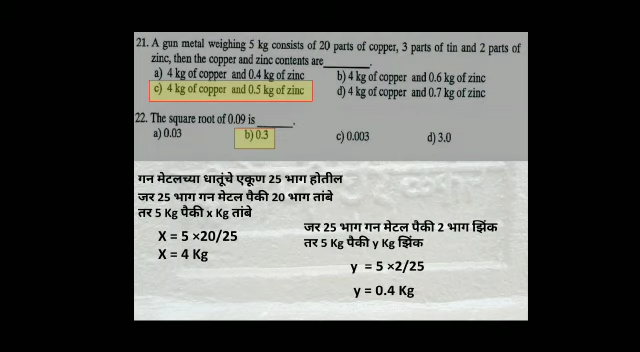 21. A gun metal weighing 5 kg consists of 20 parts of copper, 3 parts of tin and 2 parts of
zinc, then the copper and zinc contents are________.
a) 4 kg of copper and 0.4 kg of zinc
b) 4 kg of copper and 0.6 kg of zinc
c) 4 kg of copper and 0.5 kg of zinc
d) 4 kg of copper and 0.7 kg of zinc
22. The square root of 0.09 is ______.
a) 0.03
b) 0.3
c) 0.003
d) 3.0
गन मेटलच्या धातूंचे एकूण 25 भाग होतील
जर 25 भाग गन मेटल पैकी 20 भाग तांबे
तर 5 Kg पैकी x Kg तांबे
X = 5 ×20/25
X = 4 Kg
जर 25 भाग गन मेटल पैकी 2 भाग झिंक
तर 5 Kg पैकी y Kg झिंक
y = 5 ×2/25
y = 0.4 Kg